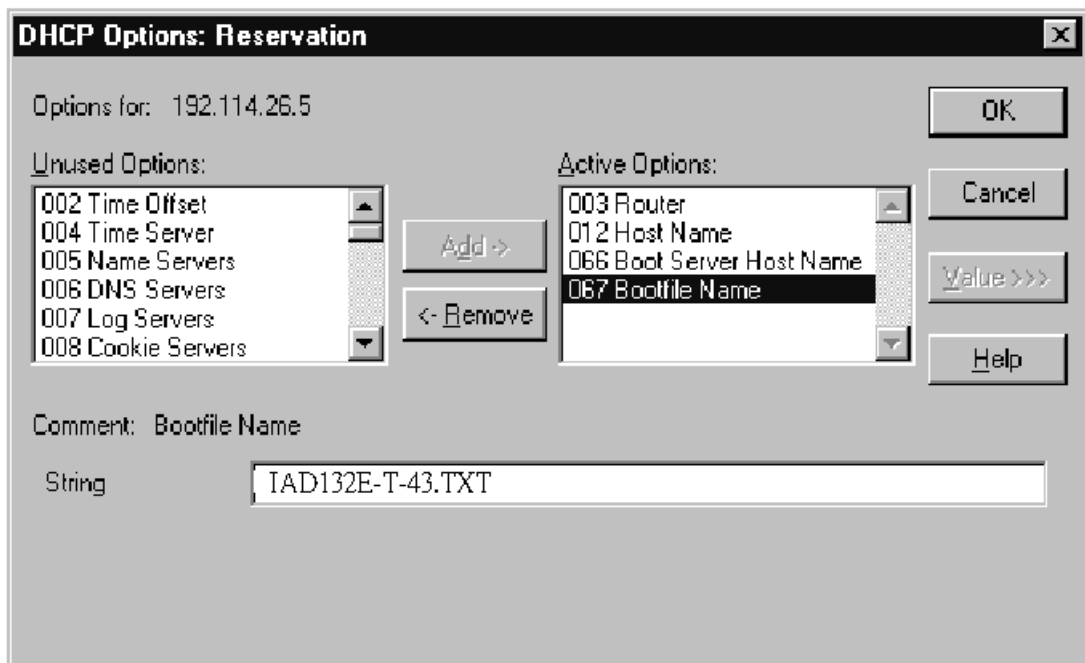 DHCP Options: Reservation
Options for: 192.114.26.5
OK
Unused Options:
Active Options:
002 Time Offset
004 Time Server
005 Name Servers
006 DNS Servers
007 Log Servers
008 Cookie Servers
Add ->
<- Remove
003 Router
012 Host Name
066 Boot Server Host Name
067 Bootfile Name
Cancel
Value >>>
Help
Comment: Bootfile Name
String IAD132E-T-43.TXT